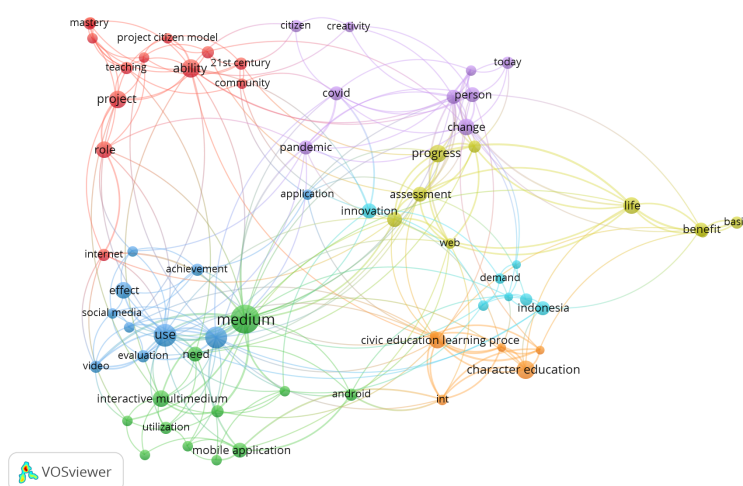 mastery
citizen
creativity
project citizen model
today
teaching
ability
21st century
community
project
covid
person
change
role
pandemic
progress
application
assessment
innovation
life
benefit
basi
web
internet
achievement
demand
effect
social media
indonesia
medium
use
civic education learning proce
evaluation
need
video
character education
interactive multimedium
android
int
utilization
mobile application
VOSviewer